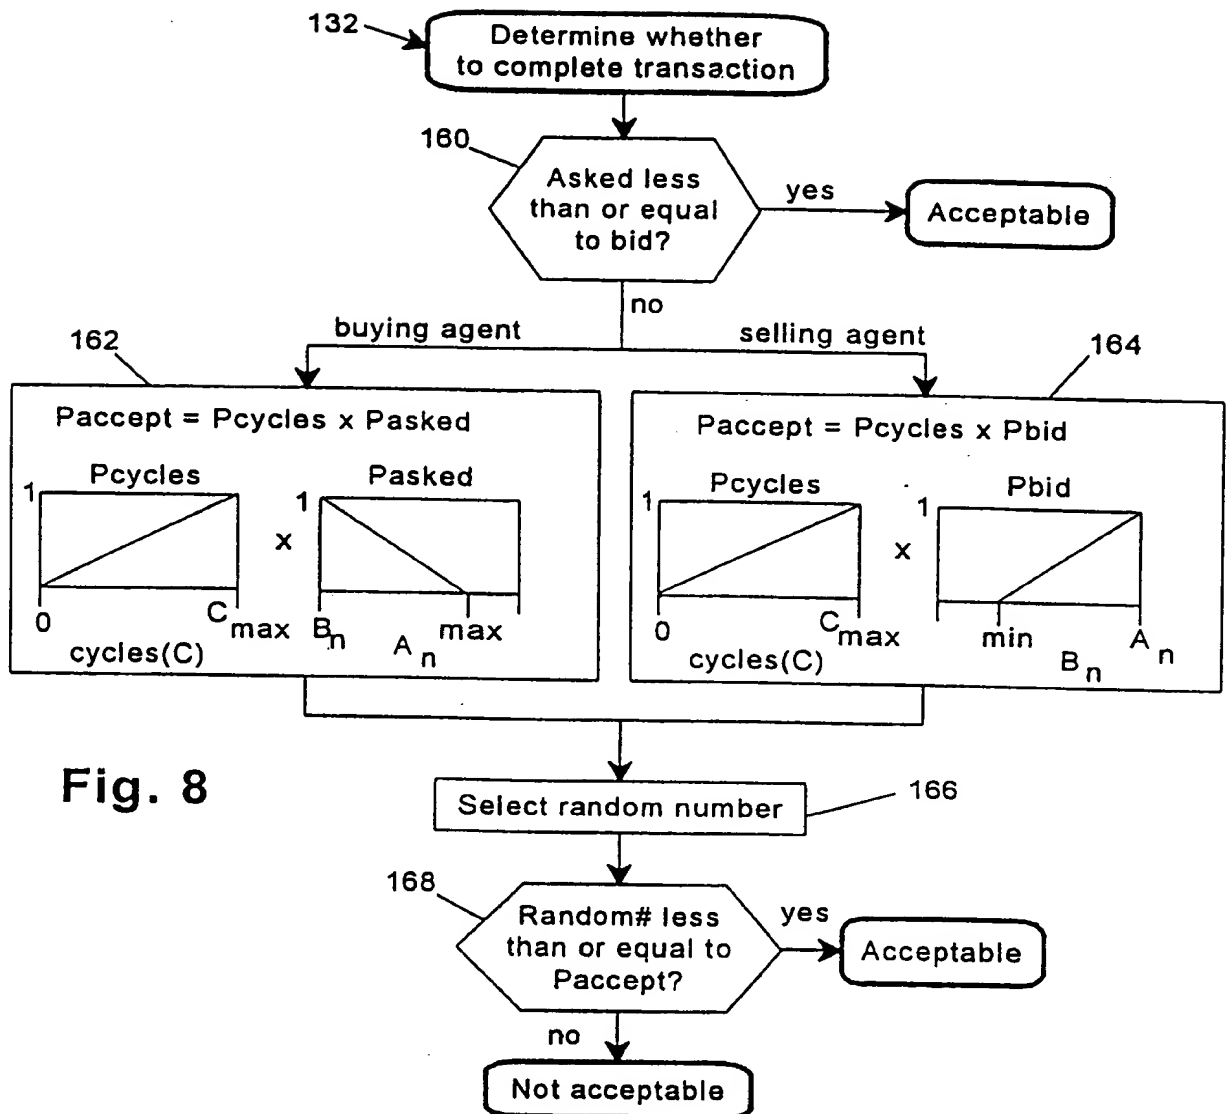 132
Determine whether
to complete transaction
160
Asked less
than or equal
to bid?
yes
Acceptable
no
buying agent
selling agent
162
164
Paccept = Pcycles x Pasked
Pcycles
Pasked
1
x
1
0
Cmax
Bn
An
max
cycles(C)
Paccept = Pcycles x Pbid
Pcycles
Pbid
1
x
1
0
Cmax
min
Bn
An
cycles(C)
Fig. 8
Select random number
166
168
Random# less
than or equal to
Paccept?
yes
Acceptable
no
Not acceptable